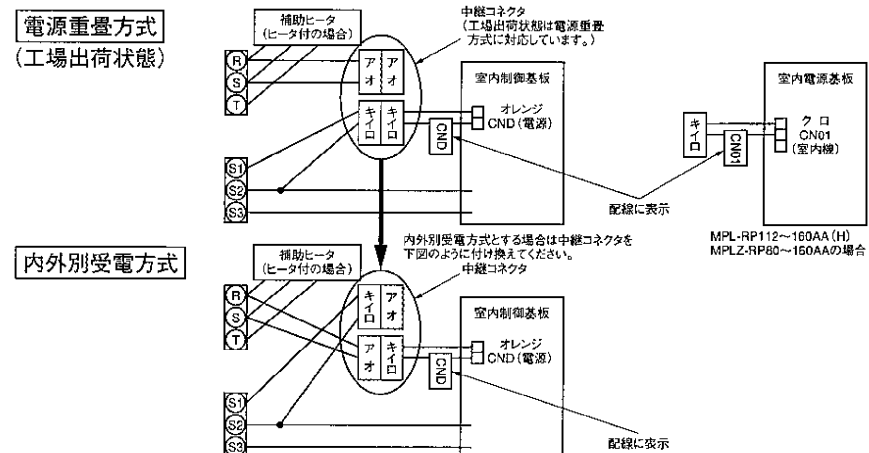 電源重畳方式
(工場出荷状態)
補助ヒータ
(ヒータ付の場合)
中継コネクタ
(工場出荷状態は電源重畳
方式に対応しています。)
R
S
T
アオ
アオ
キイロ
キイロ
S1
S2
S3
室内制御基板
オレンジ
CND(電源)
CND
配線に表示
室内電源基板
キイロ
クロ
CN01
(室内機)
CN01
MPL-RP112～160AA(H)
MPLZ-RP80～160AAの場合
内外別受電方式
内外別受電方式とする場合は中継コネクタを
下図のように付け換えてください。
中継コネクタ
補助ヒータ
(ヒータ付の場合)
R
S
T
キイロ
アオ
アオ
キイロ
S1
S2
S3
室内制御基板
オレンジ
CND(電源)
CND
配線に表示